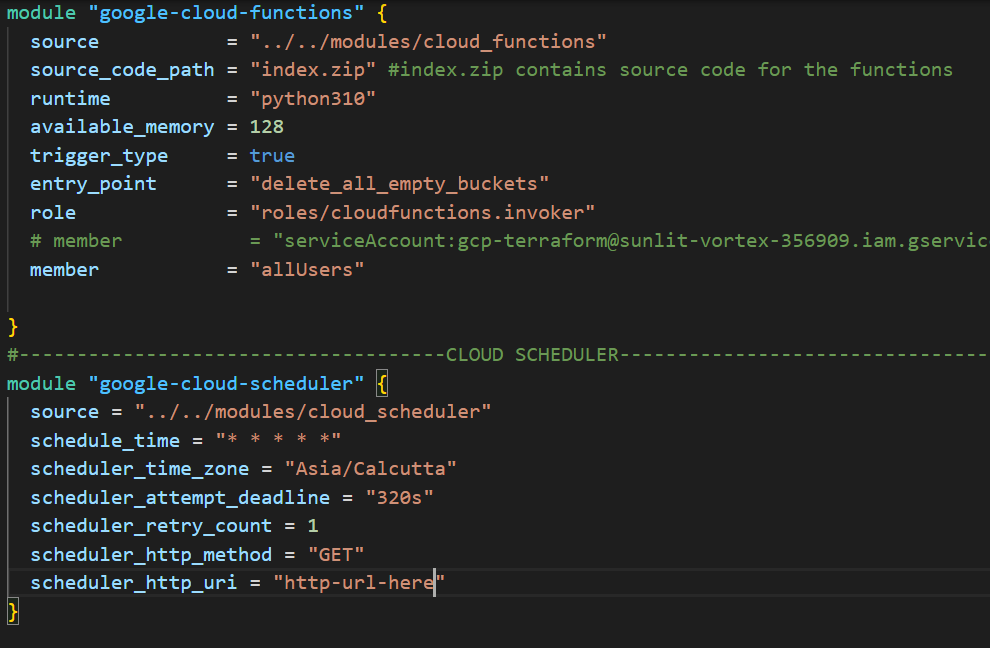 module "google-cloud-functions" {
  source           = "../../modules/cloud_functions"
  source_code_path = "index.zip" #index.zip contains source code for the functions
  runtime          = "python310"
  available_memory = 128
  trigger_type     = true
  entry_point      = "delete_all_empty_buckets"
  role             = "roles/cloudfunctions.invoker"
  # member           = "serviceAccount:gcp-terraform@sunlit-vortex-356909.iam.gservic
  member           = "allUsers"
}
#-------------------------------------CLOUD SCHEDULER--------------------------------
module "google-cloud-scheduler" {
  source = "../../modules/cloud_scheduler"
  schedule_time = "* * * * *"
  scheduler_time_zone = "Asia/Calcutta"
  scheduler_attempt_deadline = "320s"
  scheduler_retry_count = 1
  scheduler_http_method = "GET"
  scheduler_http_uri = "http-url-here"
}